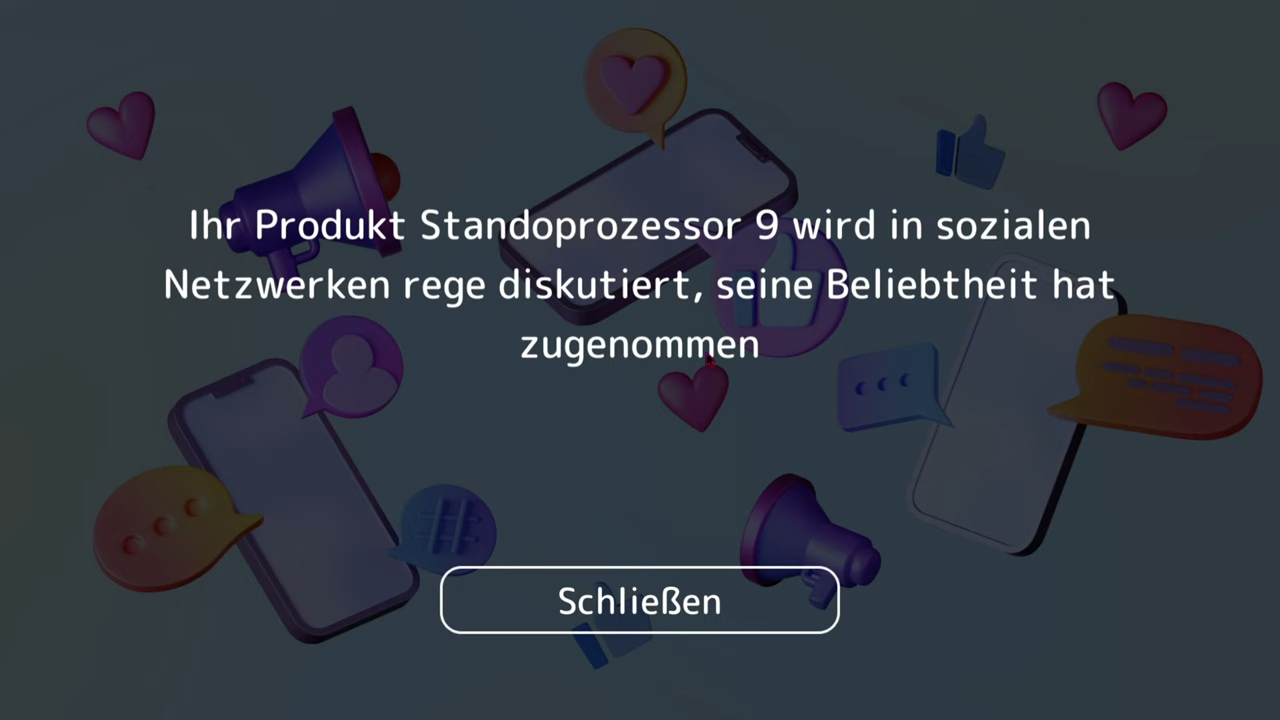 Ihr Produkt Standoprozessor 9 wird in sozialen
Netzwerken rege diskutiert, seine Beliebtheit hat
zugenommen
Schließen